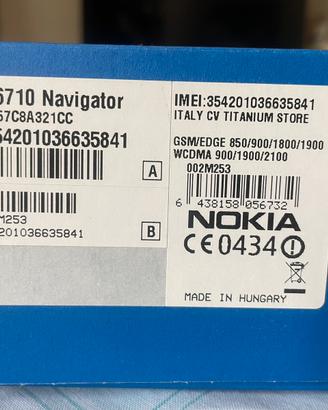 6710 Navigator
57C8A321CC
54201036635841
A
M253
201036635841
B
IMEI:354201036635841
ITALY CV TITANIUM STORE
GSM/EDGE 850/900/1800/1900
WCDMA 900/1900/2100
002M253
6 438158 056732
NOKIA
CE0434
MADE IN HUNGARY